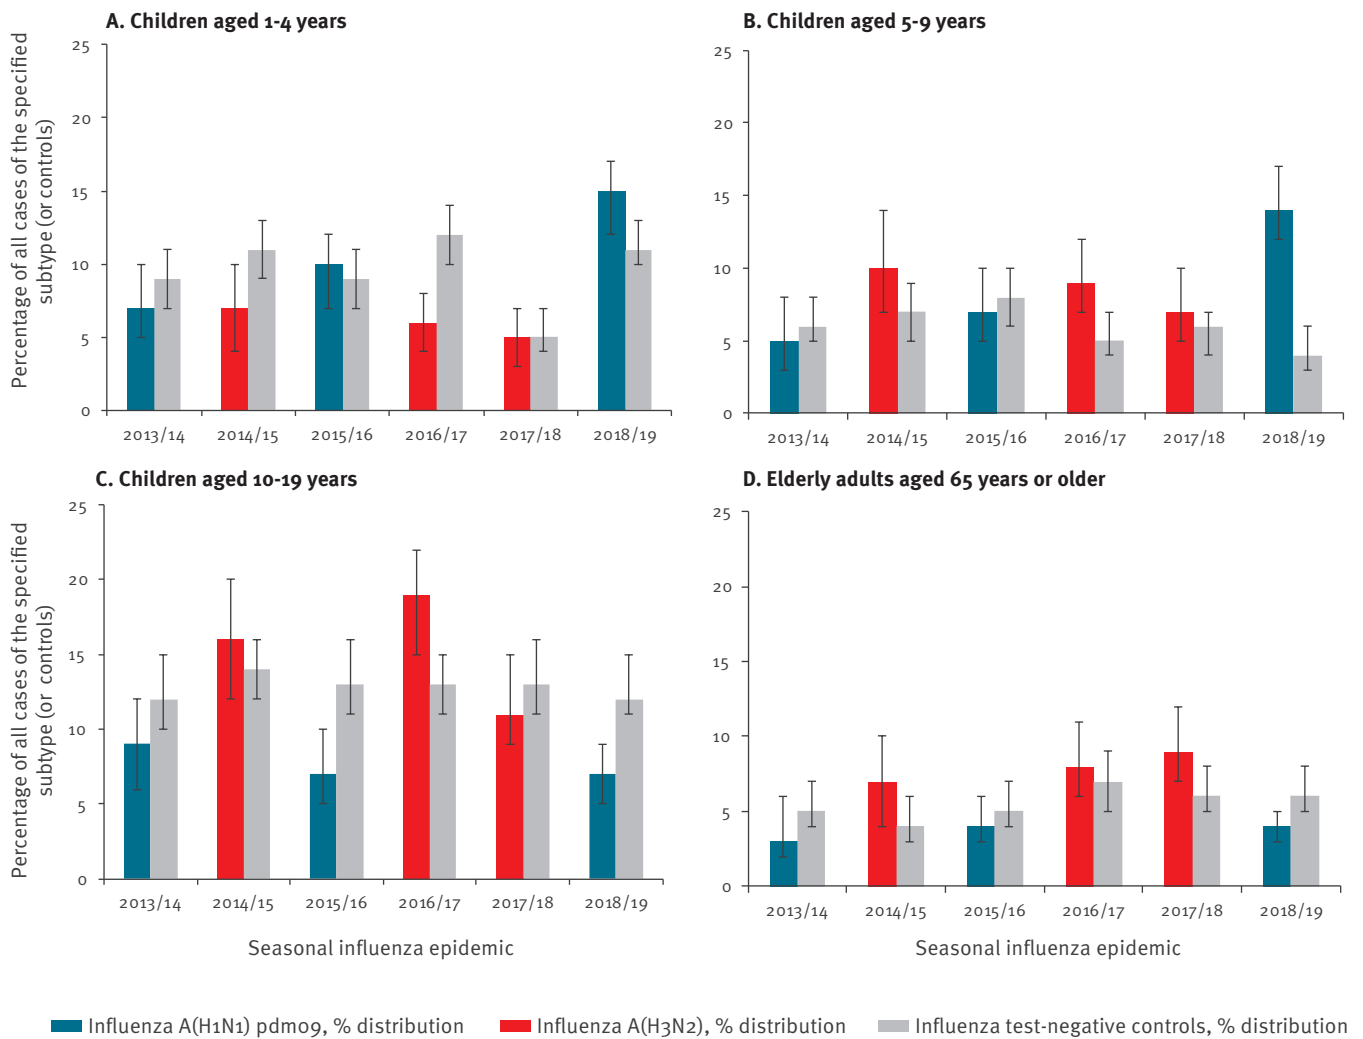 A. Children aged 1-4 years
Percentage of all cases of the specified
subtype (or controls)
25
20
15
10
5
0
2013/14 2014/15 2015/16 2016/17 2017/18 2018/19
B. Children aged 5-9 years
25
20
15
10
5
0
2013/14 2014/15 2015/16 2016/17 2017/18 2018/19
C. Children aged 10-19 years
Percentage of all cases of the specified
subtype (or controls)
25
20
15
10
5
0
2013/14 2014/15 2015/16 2016/17 2017/18 2018/19
Seasonal influenza epidemic
D. Elderly adults aged 65 years or older
25
20
15
10
5
0
2013/14 2014/15 2015/16 2016/17 2017/18 2018/19
Seasonal influenza epidemic
Influenza A(H1N1) pdm09, % distribution Influenza A(H3N2), % distribution Influenza test-negative controls, % distribution